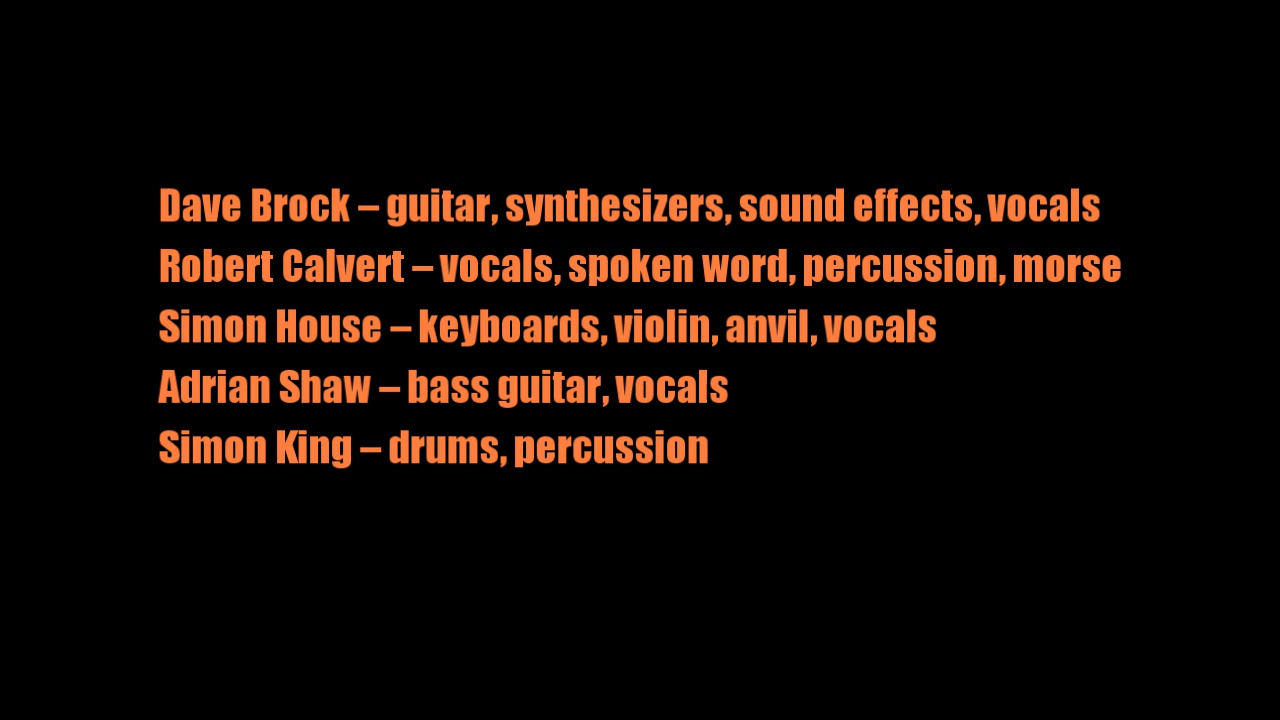 Dave Brock – guitar, synthesizers, sound effects, vocals
Robert Calvert – vocals, spoken word, percussion, morse
Simon House – keyboards, violin, anvil, vocals
Adrian Shaw – bass guitar, vocals
Simon King – drums, percussion